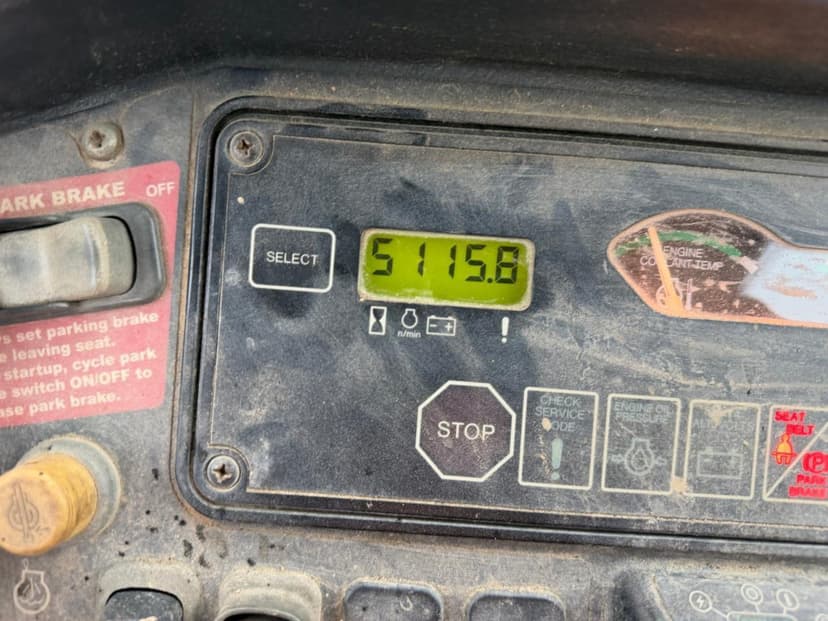 ARK BRAKE OFF
s set parking brake
e leaving seat.
startup, cycle park
e switch ON/OFF to
ase park brake.
SELECT
5115.8
n/min
!
ENGINE
COOLANT TEMP
STOP
CHECK
SERVICE
CODE
!
ENGINE OIL
PRESSURE
SEAT
BELT
P
PARK
BRAKE